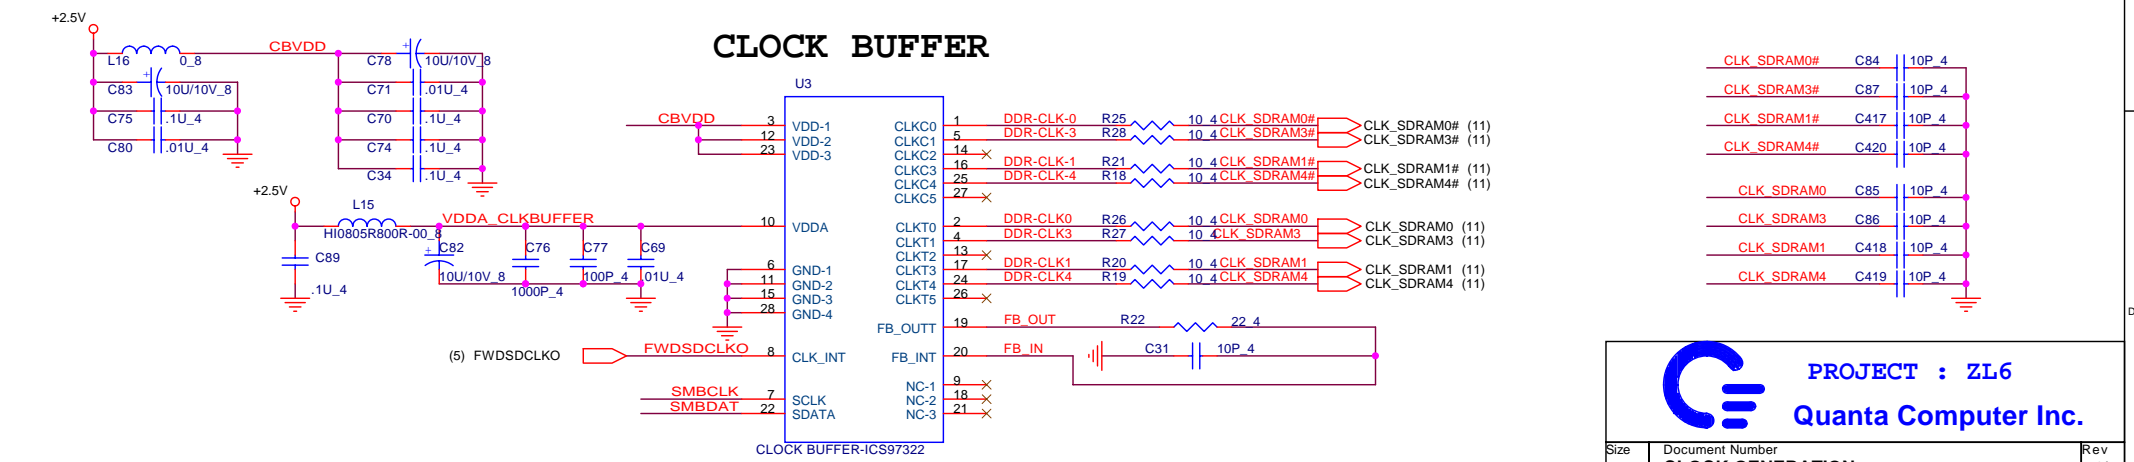 +2.5V
CLOCK BUFFER
L16 0_8 CBVDD
C83 10U/10V_8
C75 .1U_4
C80 .01U_4
C78 10U/10V_8
C71 .01U_4
C70 .1U_4
C74 .1U_4
C34 .1U_4
+2.5V
L15
HI0805R800R-00_8
VDDA_CLKBUFFER
C89 .1U_4
C82 10U/10V_8
C76 1000P_4
C77 100P_4
C69 .01U_4
U3
CBVDD
3 VDD-1
12 VDD-2
23 VDD-3
10 VDDA
6 GND-1
11 GND-2
15 GND-3
28 GND-4
(5) FWDSDCLKO FWDSDCLKO 8 CLK_INT
SMBCLK 7 SCLK
SMBDAT 22 SDATA
CLKC0 1 DDR-CLK-0 R25 10_4 CLK_SDRAM0# CLK_SDRAM0# (11)
CLKC1 5 DDR-CLK-3 R28 10_4 CLK_SDRAM3# CLK_SDRAM3# (11)
CLKC2 14
CLKC3 16 DDR-CLK-1 R21 10_4 CLK_SDRAM1# CLK_SDRAM1# (11)
CLKC4 25 DDR-CLK-4 R18 10_4 CLK_SDRAM4# CLK_SDRAM4# (11)
CLKC5 27
CLKT0 2 DDR-CLK0 R26 10_4 CLK_SDRAM0 CLK_SDRAM0 (11)
CLKT1 4 DDR-CLK3 R27 10_4 CLK_SDRAM3 CLK_SDRAM3 (11)
CLKT2 13
CLKT3 17 DDR-CLK1 R20 10_4 CLK_SDRAM1 CLK_SDRAM1 (11)
CLKT4 24 DDR-CLK4 R19 10_4 CLK_SDRAM4 CLK_SDRAM4 (11)
CLKT5 26
FB_OUTT 19 FB_OUT R22 22_4
FB_INT 20 FB_IN C31 10P_4
NC-1 9
NC-2 18
NC-3 21
CLOCK BUFFER-ICS97322
CLK_SDRAM0# C84 10P_4
CLK_SDRAM3# C87 10P_4
CLK_SDRAM1# C417 10P_4
CLK_SDRAM4# C420 10P_4
CLK_SDRAM0 C85 10P_4
CLK_SDRAM3 C86 10P_4
CLK_SDRAM1 C418 10P_4
CLK_SDRAM4 C419 10P_4
D
PROJECT : ZL6
Quanta Computer Inc.
Size Document Number Rev
CLOCK GENERATION